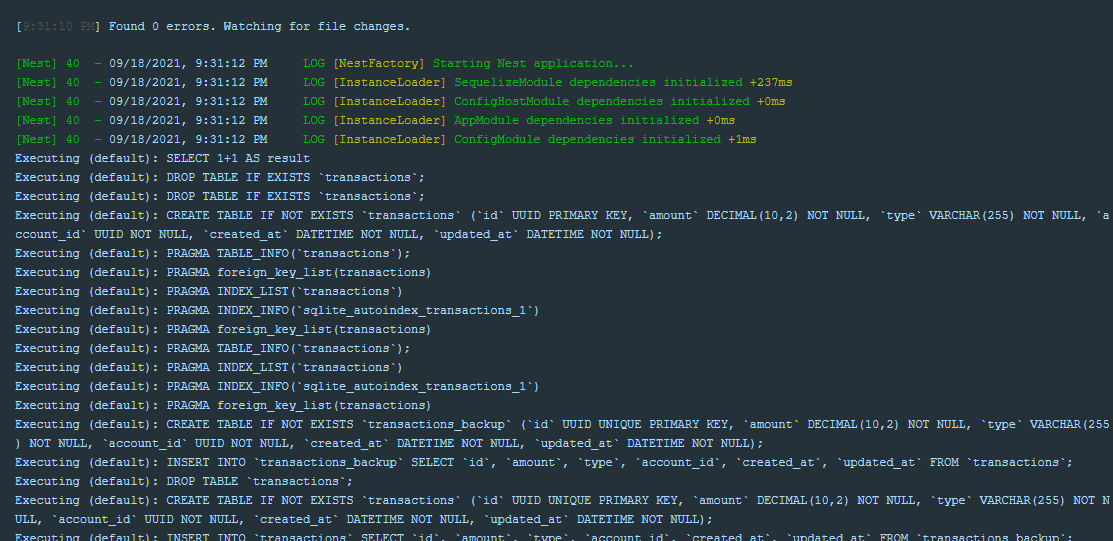 [9:31:10 PM] Found 0 errors. Watching for file changes.
[Nest] 40  - 09/18/2021, 9:31:12 PM     LOG [NestFactory] Starting Nest application...
[Nest] 40  - 09/18/2021, 9:31:12 PM     LOG [InstanceLoader] SequelizeModule dependencies initialized +237ms
[Nest] 40  - 09/18/2021, 9:31:12 PM     LOG [InstanceLoader] ConfigHostModule dependencies initialized +0ms
[Nest] 40  - 09/18/2021, 9:31:12 PM     LOG [InstanceLoader] AppModule dependencies initialized +0ms
[Nest] 40  - 09/18/2021, 9:31:12 PM     LOG [InstanceLoader] ConfigModule dependencies initialized +1ms
Executing (default): SELECT 1+1 AS result
Executing (default): DROP TABLE IF EXISTS `transactions`;
Executing (default): DROP TABLE IF EXISTS `transactions`;
Executing (default): CREATE TABLE IF NOT EXISTS `transactions` (`id` UUID PRIMARY KEY, `amount` DECIMAL(10,2) NOT NULL, `type` VARCHAR(255) NOT NULL, `a
ccount_id` UUID NOT NULL, `created_at` DATETIME NOT NULL, `updated_at` DATETIME NOT NULL);
Executing (default): PRAGMA TABLE_INFO(`transactions`);
Executing (default): PRAGMA foreign_key_list(transactions)
Executing (default): PRAGMA INDEX_LIST(`transactions`)
Executing (default): PRAGMA INDEX_INFO(`sqlite_autoindex_transactions_1`)
Executing (default): PRAGMA foreign_key_list(transactions)
Executing (default): PRAGMA TABLE_INFO(`transactions`);
Executing (default): PRAGMA INDEX_LIST(`transactions`)
Executing (default): PRAGMA INDEX_INFO(`sqlite_autoindex_transactions_1`)
Executing (default): PRAGMA foreign_key_list(transactions)
Executing (default): CREATE TABLE IF NOT EXISTS `transactions_backup` (`id` UUID UNIQUE PRIMARY KEY, `amount` DECIMAL(10,2) NOT NULL, `type` VARCHAR(255
) NOT NULL, `account_id` UUID NOT NULL, `created_at` DATETIME NOT NULL, `updated_at` DATETIME NOT NULL);
Executing (default): INSERT INTO `transactions_backup` SELECT `id`, `amount`, `type`, `account_id`, `created_at`, `updated_at` FROM `transactions`;
Executing (default): DROP TABLE `transactions`;
Executing (default): CREATE TABLE IF NOT EXISTS `transactions` (`id` UUID UNIQUE PRIMARY KEY, `amount` DECIMAL(10,2) NOT NULL, `type` VARCHAR(255) NOT N
ULL, `account_id` UUID NOT NULL, `created_at` DATETIME NOT NULL, `updated_at` DATETIME NOT NULL);
Executing (default): INSERT INTO `transactions` SELECT `id`, `amount`, `type`, `account_id`, `created_at`, `updated_at` FROM `transactions_backup`;